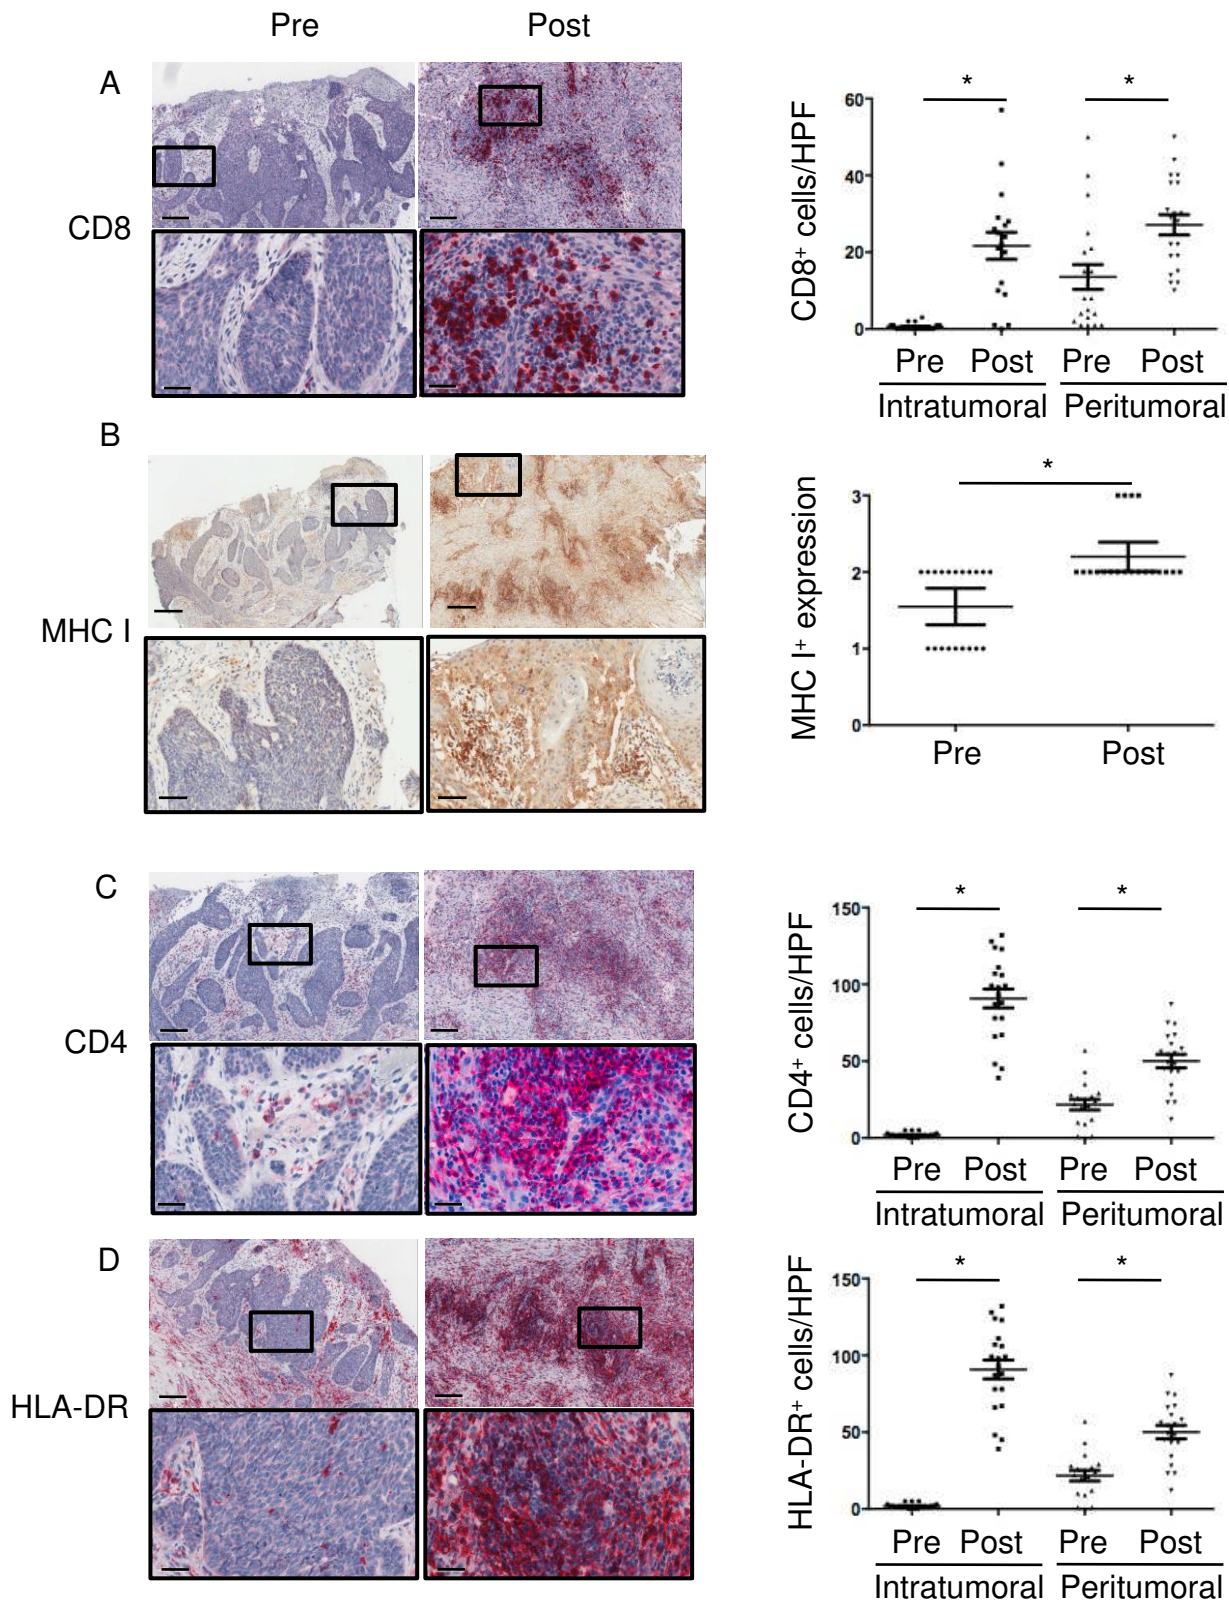 Pre Post
A
CD8
CD8⁺ cells/HPF
* *
60
40
20
0
Pre Post Pre Post
Intratumoral Peritumoral
B
MHC I
MHC I⁺ expression
*
3
2
1
0
Pre Post
C
CD4
CD4⁺ cells/HPF
* *
150
100
50
0
Pre Post Pre Post
Intratumoral Peritumoral
D
HLA-DR
HLA-DR⁺ cells/HPF
* *
150
100
50
0
Pre Post Pre Post
Intratumoral Peritumoral